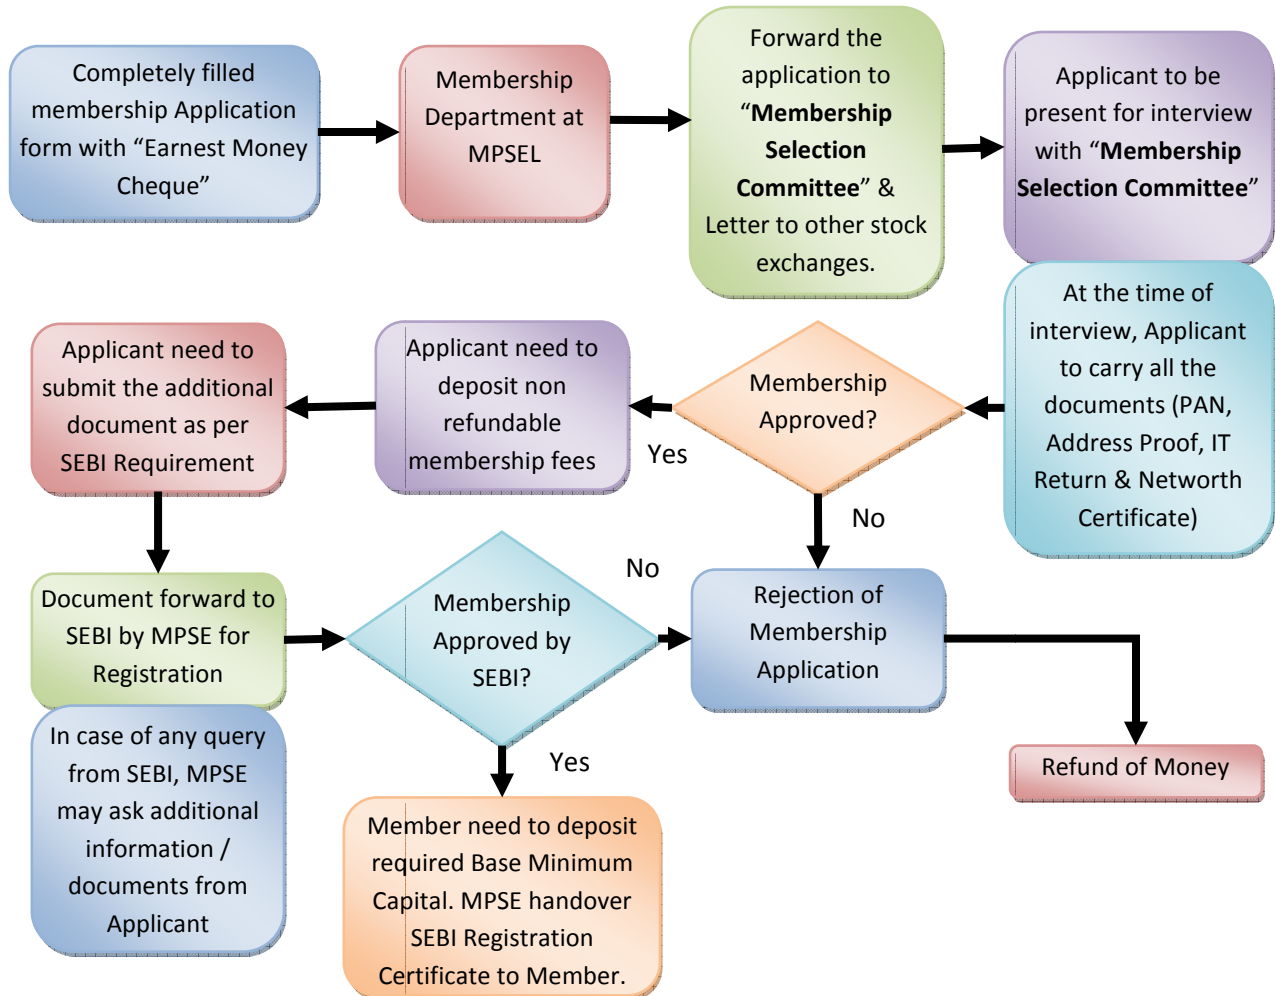 Completely filled
membership Application
form with “Earnest Money
Cheque”
Membership
Department at
MPSEL
Forward the
application to
“Membership
Selection
Committee” &
Letter to other stock
exchanges.
Applicant to be
present for interview
with “Membership
Selection Committee”
At the time of
interview, Applicant
to carry all the
documents (PAN,
Address Proof, IT
Return & Networth
Certificate)
Membership
Approved?
Yes
No
Applicant need to
deposit non
refundable
membership fees
Applicant need to
submit the additional
document as per
SEBI Requirement
Document forward to
SEBI by MPSE for
Registration
In case of any query
from SEBI, MPSE
may ask additional
information /
documents from
Applicant
Membership
Approved by
SEBI?
No
Yes
Rejection of
Membership
Application
Refund of Money
Member need to deposit
required Base Minimum
Capital. MPSE handover
SEBI Registration
Certificate to Member.